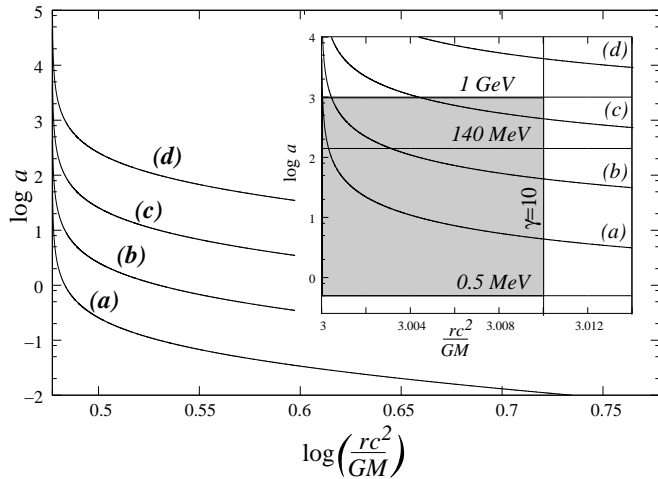 5
4
3
2
1
0
−1
−2
log a
0.5
0.55
0.6
0.65
0.7
0.75
log(rc²/GM)
(d)
(c)
(b)
(a)
4
3
2
1
0
log a
3
3.004
3.008
3.012
rc²/GM
1 GeV
140 MeV
0.5 MeV
γ=10
(d)
(c)
(b)
(a)